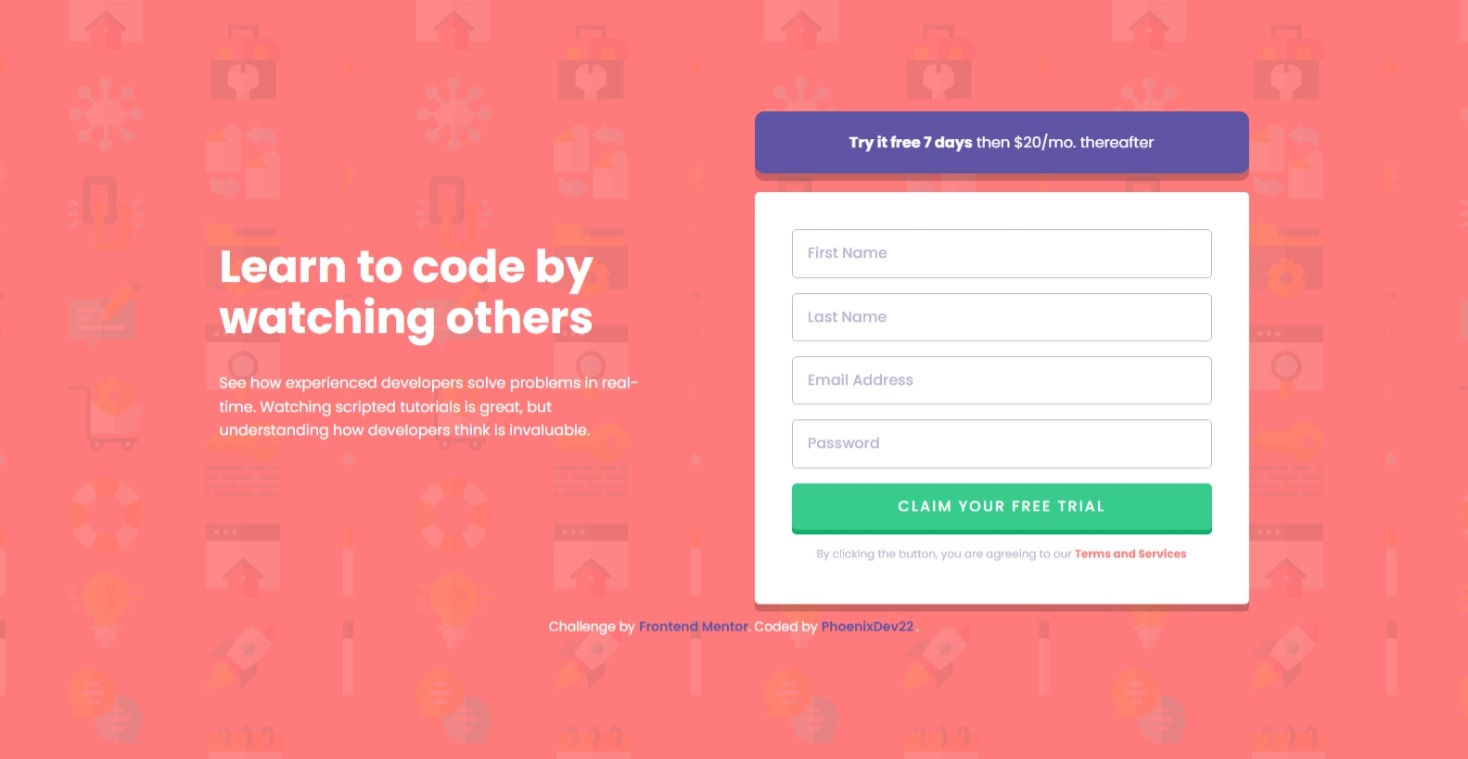 Learn to code by
watching others
See how experienced developers solve problems in real-
time. Watching scripted tutorials is great, but
understanding how developers think is invaluable.
Try it free 7 days then $20/mo. thereafter
First Name
Last Name
Email Address
Password
CLAIM YOUR FREE TRIAL
By clicking the button, you are agreeing to our Terms and Services
Challenge by Frontend Mentor. Coded by PhoenixDev22 .